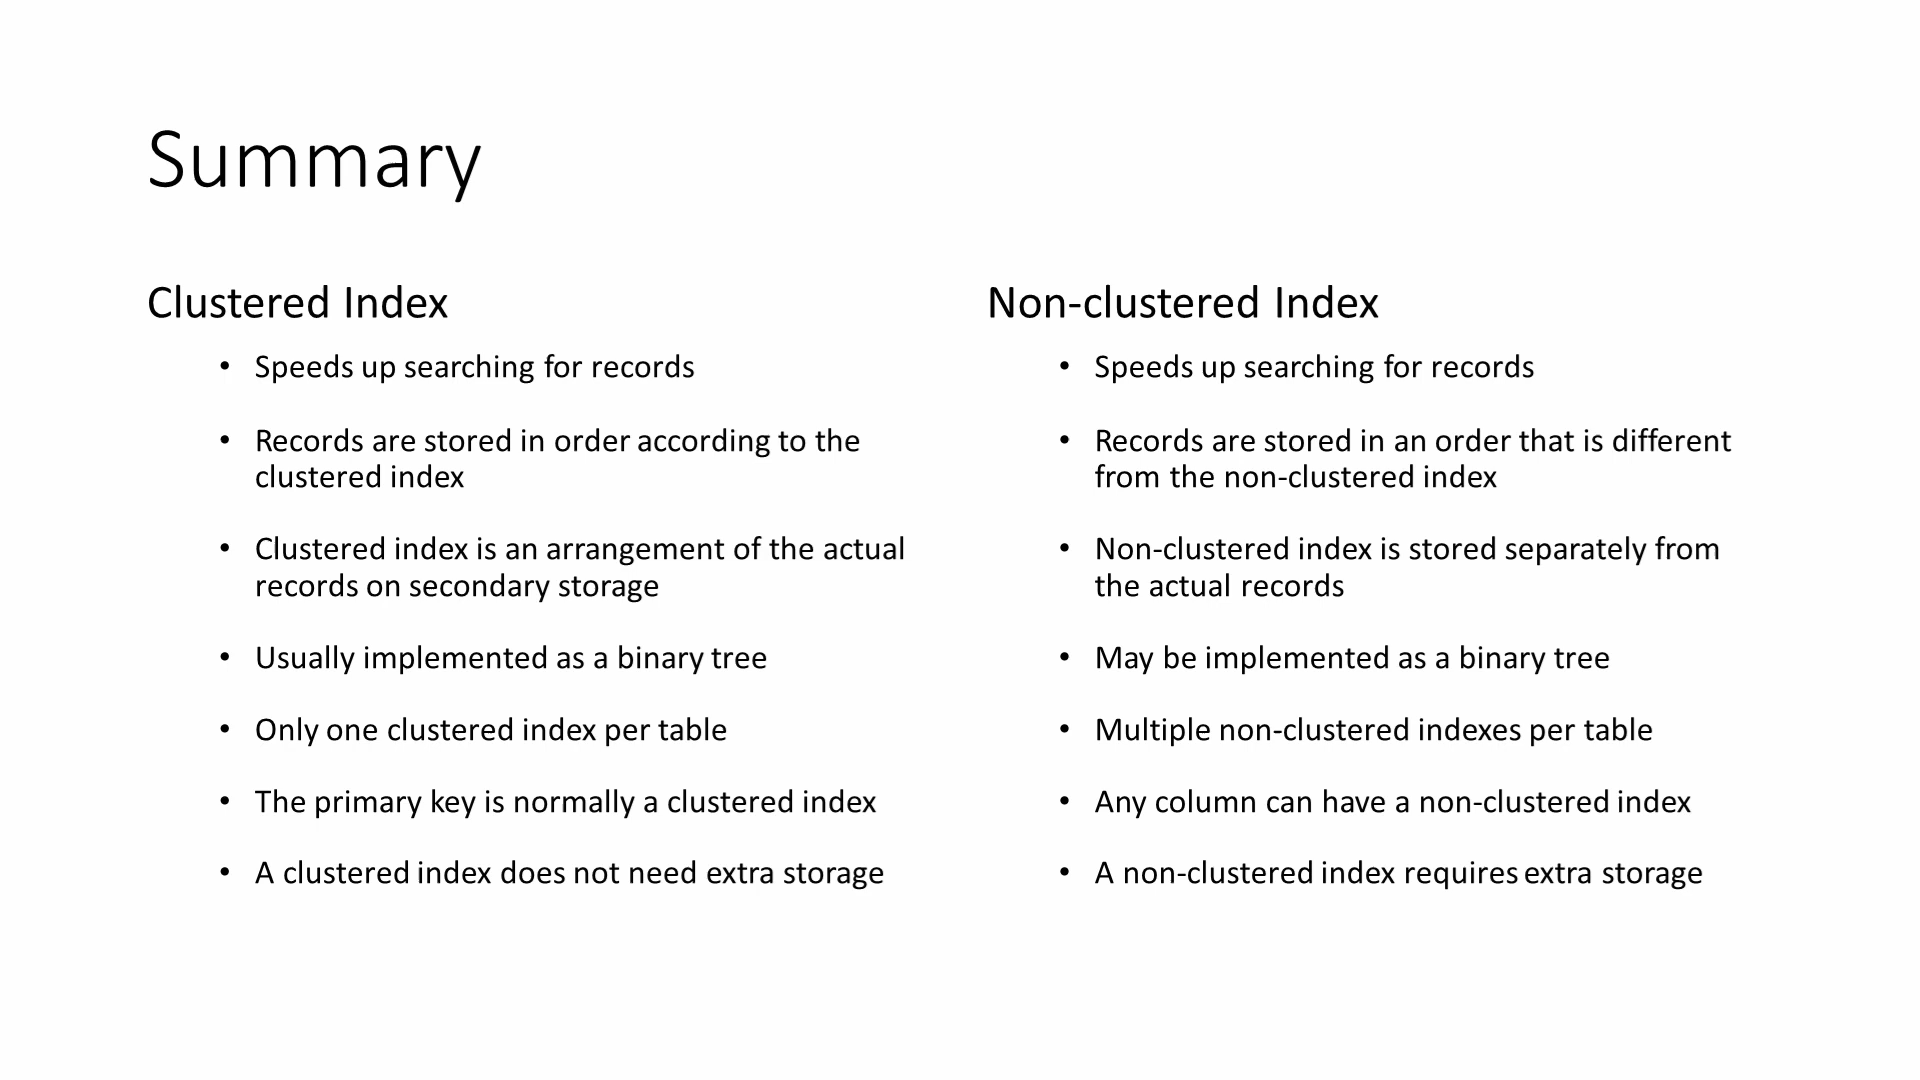 Summary
Clustered Index
• Speeds up searching for records
• Records are stored in order according to the
clustered index
• Clustered index is an arrangement of the actual
records on secondary storage
• Usually implemented as a binary tree
• Only one clustered index per table
• The primary key is normally a clustered index
• A clustered index does not need extra storage
Non-clustered Index
• Speeds up searching for records
• Records are stored in an order that is different
from the non-clustered index
• Non-clustered index is stored separately from
the actual records
• May be implemented as a binary tree
• Multiple non-clustered indexes per table
• Any column can have a non-clustered index
• A non-clustered index requires extra storage